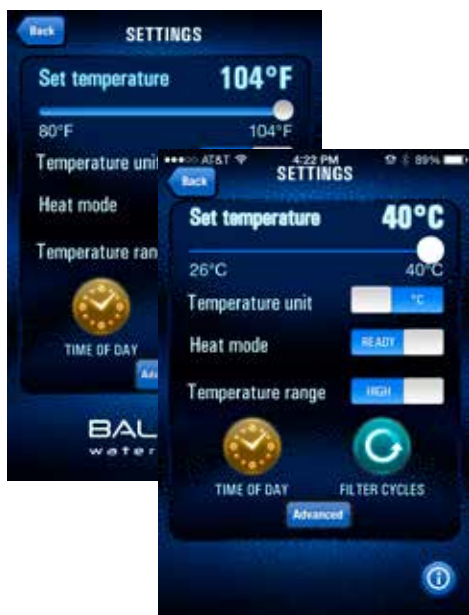 Back
SETTINGS
Set temperature 104°F
80°F 104°F
Temperature unit
Heat mode
Temperature ran
TIME OF DAY
BAL
water
AT&T 4:22 PM 89%
Back
SETTINGS
Set temperature 40°C
26°C 40°C
Temperature unit °C
Heat mode READY
Temperature range HIGH
TIME OF DAY FILTER CYCLES
Advanced